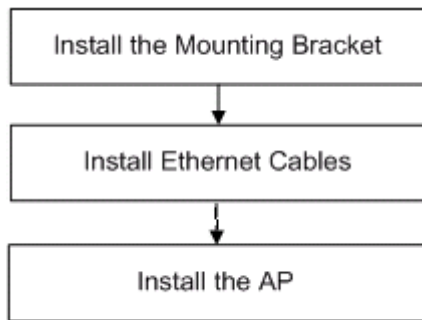 Install the Mounting Bracket
Install Ethernet Cables
Install the AP